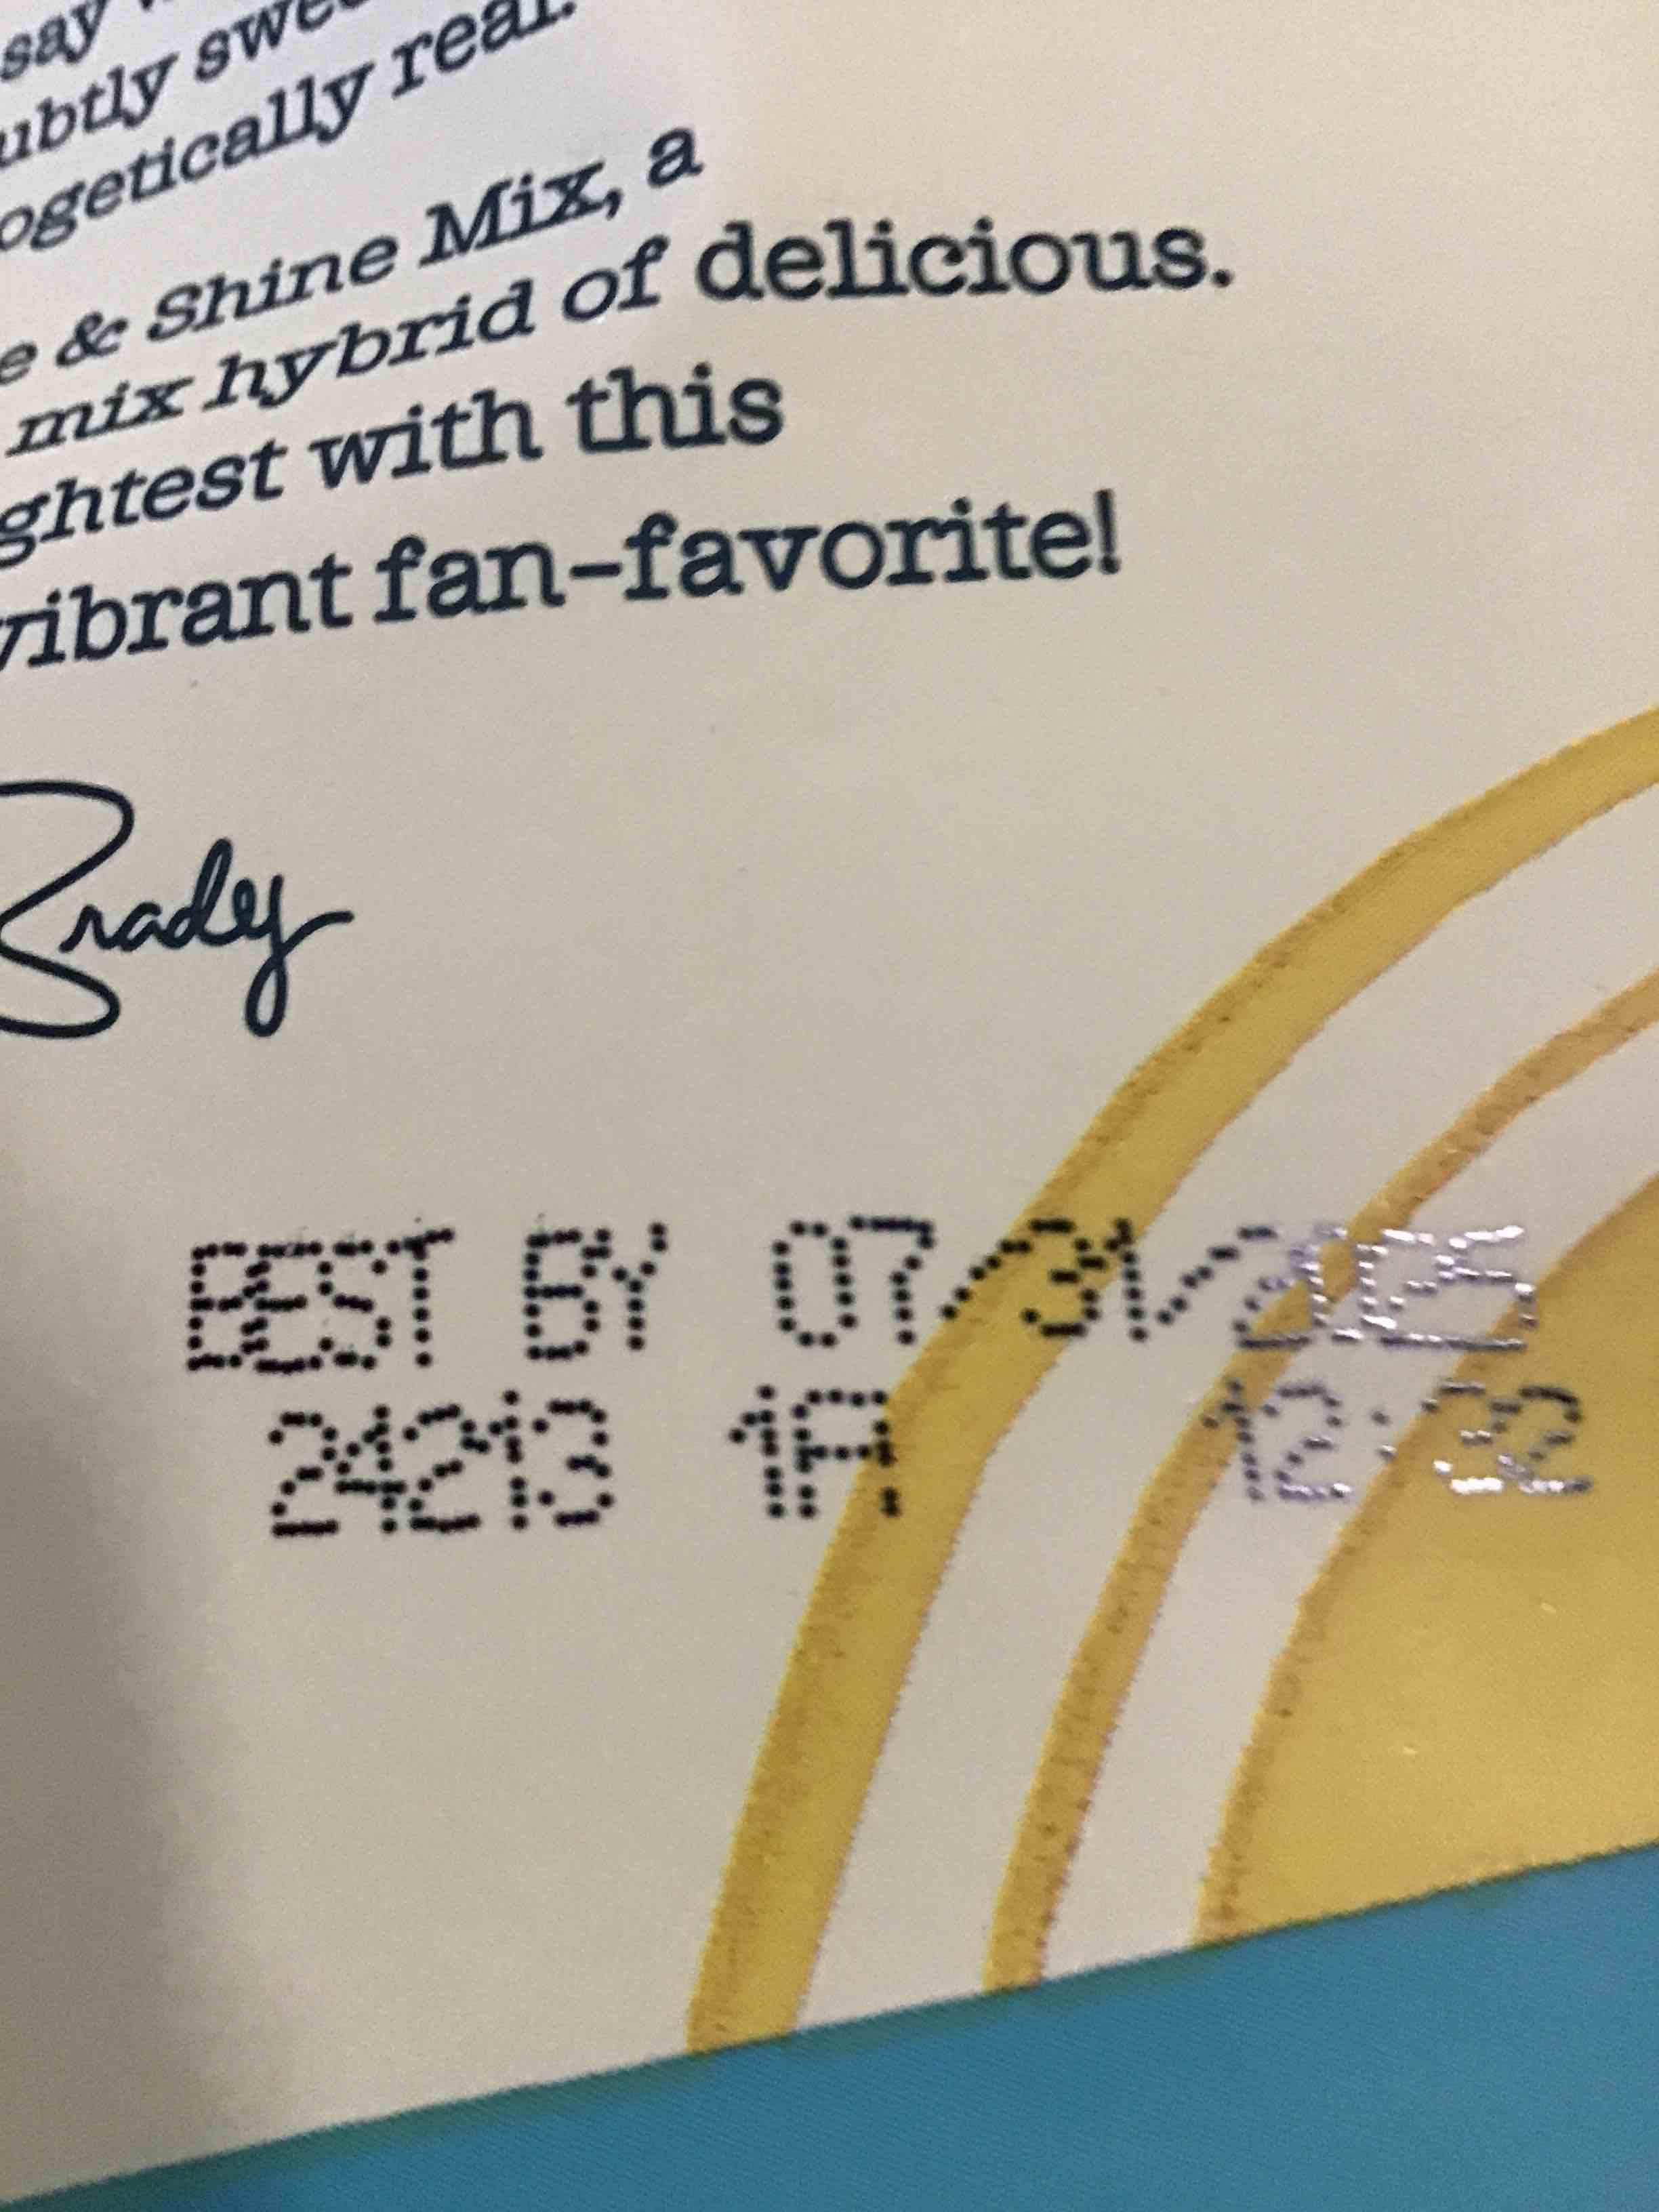 say
ubtly
ogetically real.
e & Shine Mix, a
mix hybrid of delicious.
ghtest with this
vibrant fan-favorite!
Brady
BEST BY 07/31/2025
24213 1A 12:32